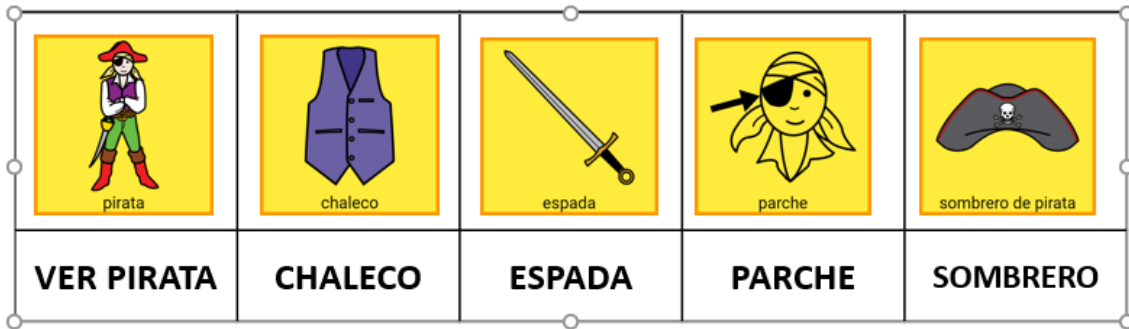 pirata
chaleco
espada
parche
sombrero de pirata
VER PIRATA
CHALECO
ESPADA
PARCHE
SOMBRERO